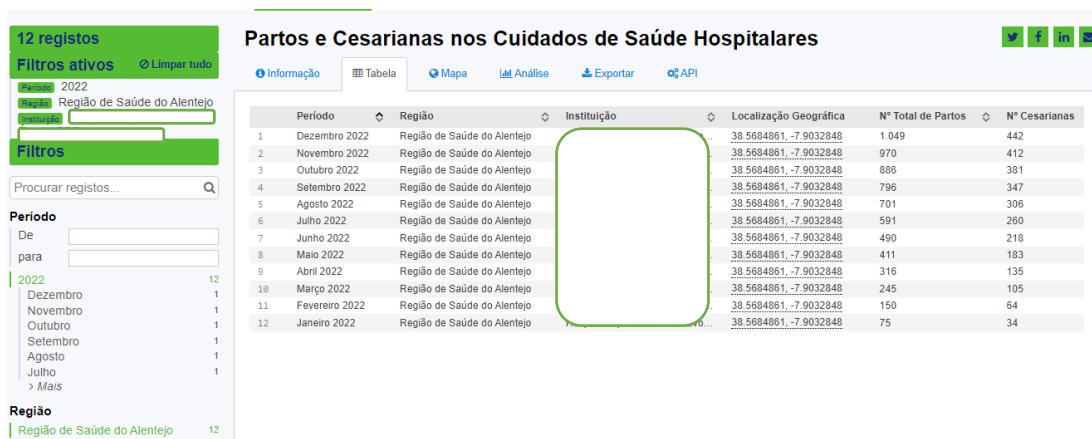 12 registos
Filtros ativos Limpar tudo
Período 2022
Região Região de Saúde do Alentejo
Instituição
Filtros
Procurar registos...
Período
De
para
2022 12
Dezembro 1
Novembro 1
Outubro 1
Setembro 1
Agosto 1
Julho 1
> Mais
Região
Região de Saúde do Alentejo 12
Partos e Cesarianas nos Cuidados de Saúde Hospitalares
Informação Tabela Mapa Análise Exportar API
Período Região Instituição Localização Geográfica Nº Total de Partos Nº Cesarianas
1 Dezembro 2022 Região de Saúde do Alentejo 38.5684861, -7.9032848 1.049 442
2 Novembro 2022 Região de Saúde do Alentejo 38.5684861, -7.9032848 970 412
3 Outubro 2022 Região de Saúde do Alentejo 38.5684861, -7.9032848 886 381
4 Setembro 2022 Região de Saúde do Alentejo 38.5684861, -7.9032848 796 347
5 Agosto 2022 Região de Saúde do Alentejo 38.5684861, -7.9032848 701 306
6 Julho 2022 Região de Saúde do Alentejo 38.5684861, -7.9032848 591 260
7 Junho 2022 Região de Saúde do Alentejo 38.5684861, -7.9032848 490 218
8 Maio 2022 Região de Saúde do Alentejo 38.5684861, -7.9032848 411 183
9 Abril 2022 Região de Saúde do Alentejo 38.5684861, -7.9032848 316 135
10 Março 2022 Região de Saúde do Alentejo 38.5684861, -7.9032848 245 105
11 Fevereiro 2022 Região de Saúde do Alentejo 38.5684861, -7.9032848 150 64
12 Janeiro 2022 Região de Saúde do Alentejo 38.5684861, -7.9032848 75 34